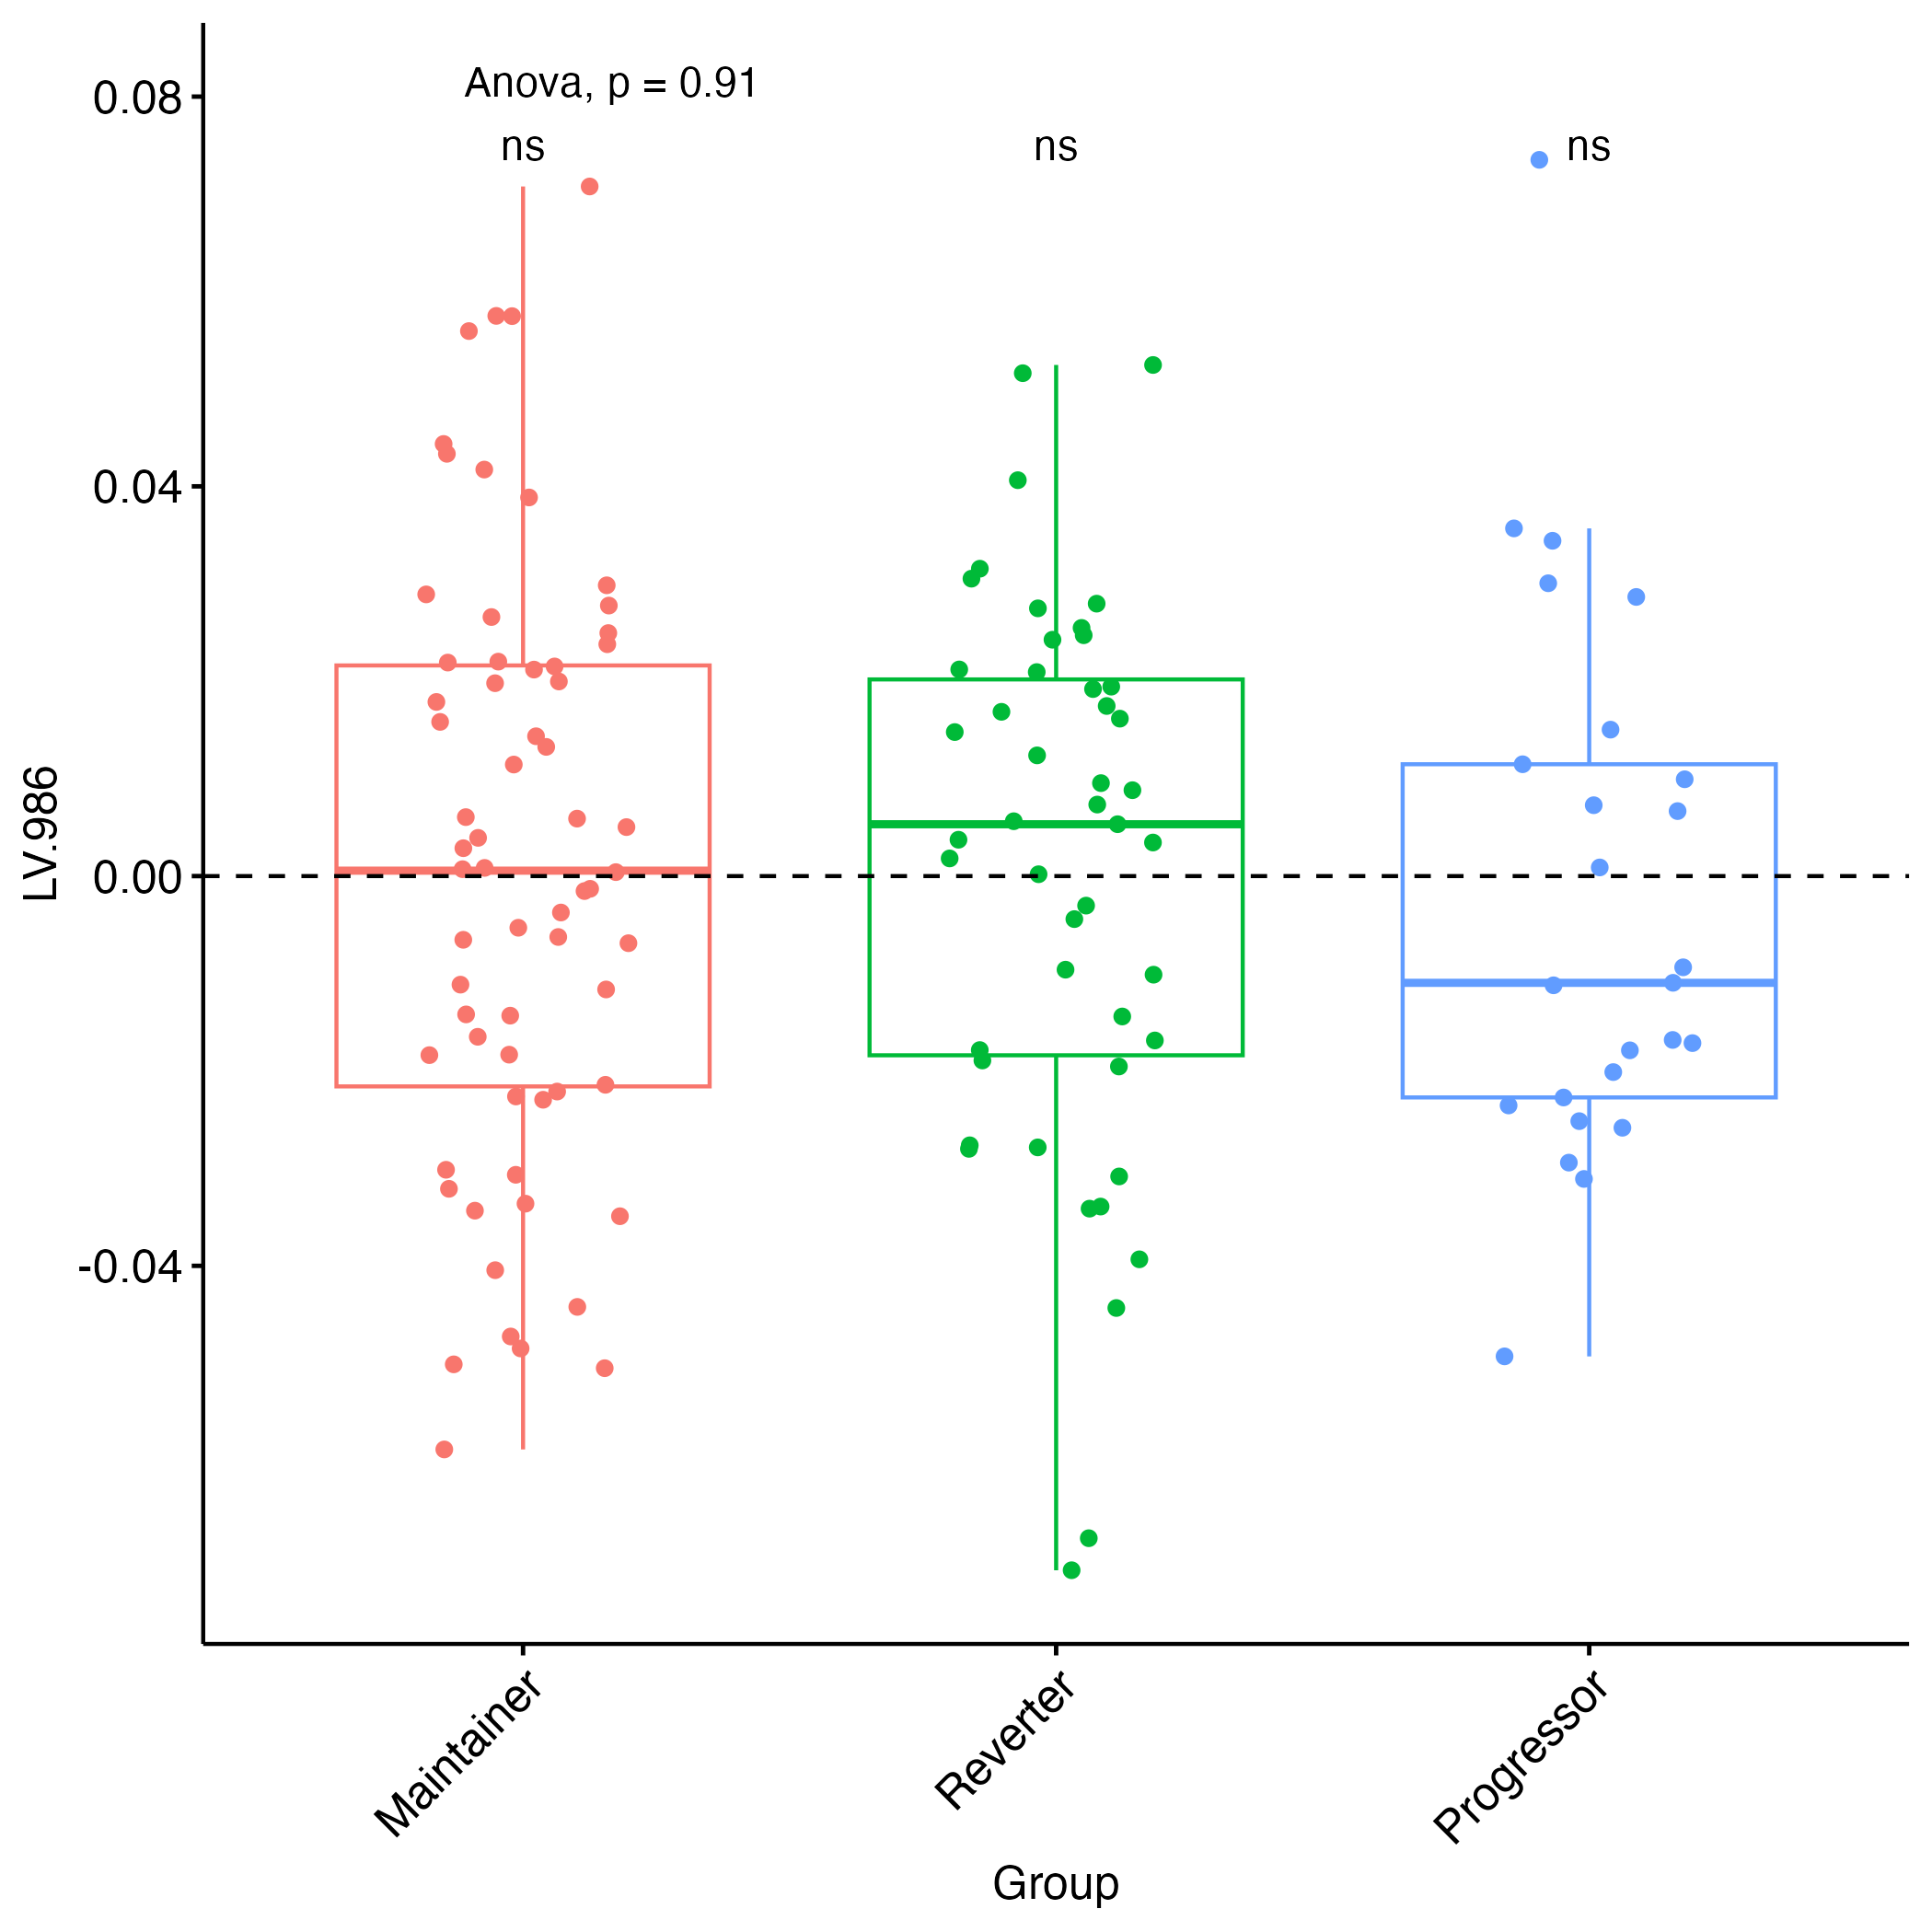 Anova, p = 0.91
ns ns ns
0.08
0.04
0.00
-0.04
LV.986
Maintainer Reverter Progressor
Group